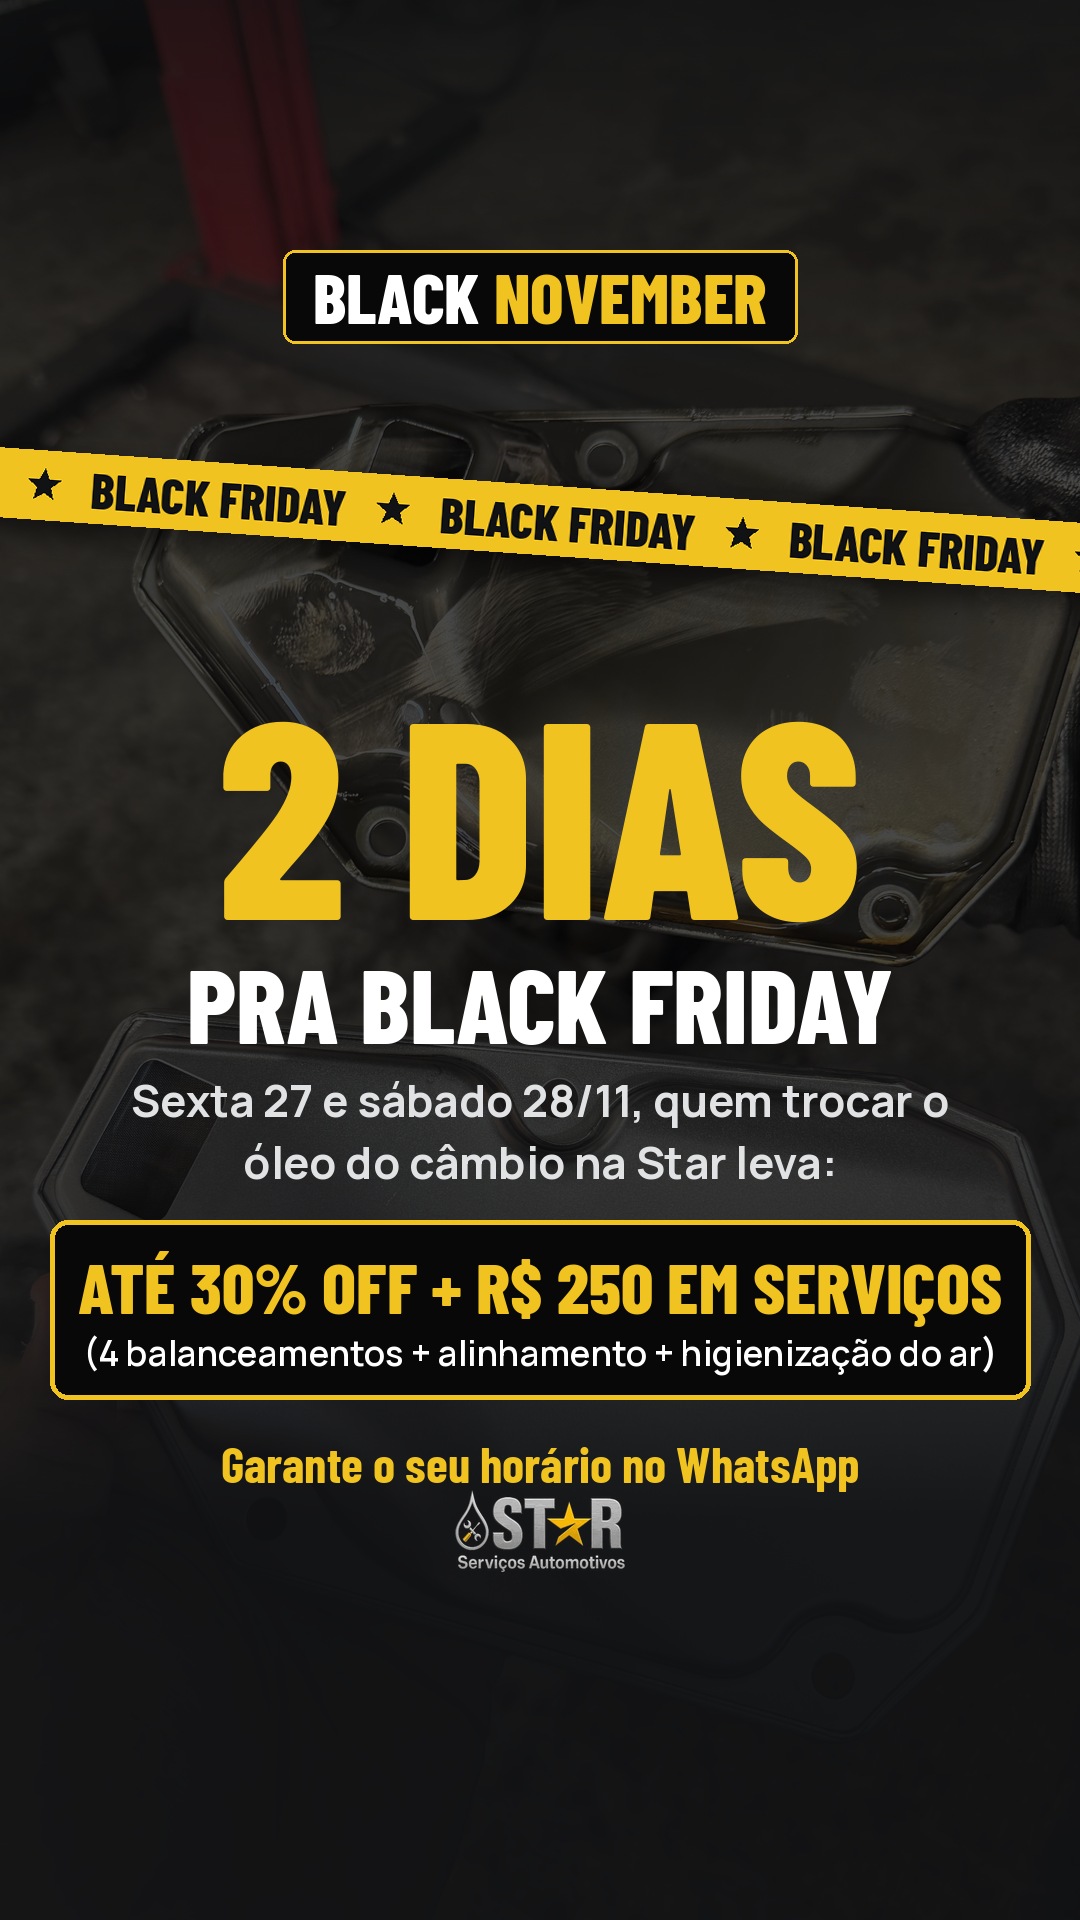 BLACK NOVEMBER
★ BLACK FRIDAY ★ BLACK FRIDAY ★ BLACK FRIDAY
2 DIAS
PRA BLACK FRIDAY
Sexta 27 e sábado 28/11, quem trocar o
óleo do câmbio na Star leva:
ATÉ 30% OFF + R$ 250 EM SERVIÇOS
(4 balanceamentos + alinhamento + higienização do ar)
Garante o seu horário no WhatsApp
STAR
Serviços Automotivos